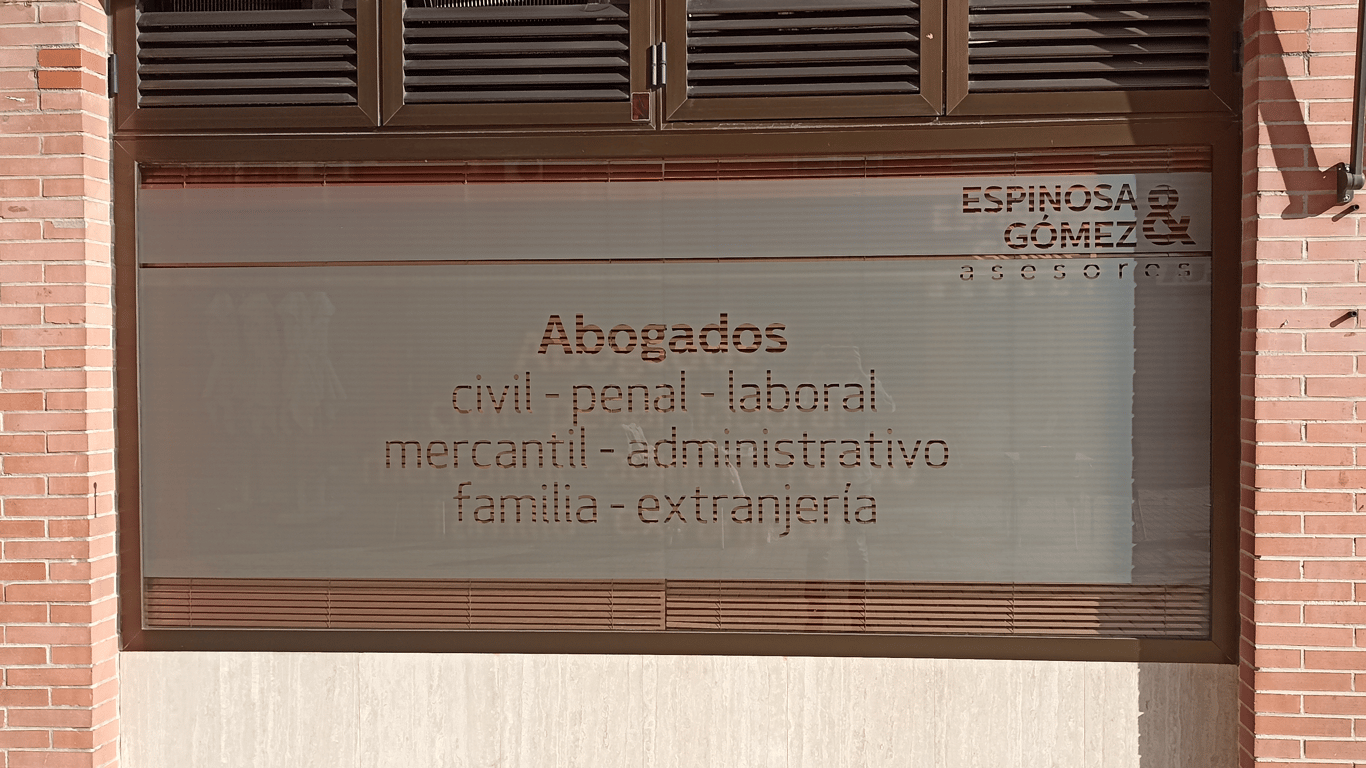 ESPINOSA &
GÓMEZ
asesores
Abogados
civil - penal - laboral
mercantil - administrativo
familia - extranjería